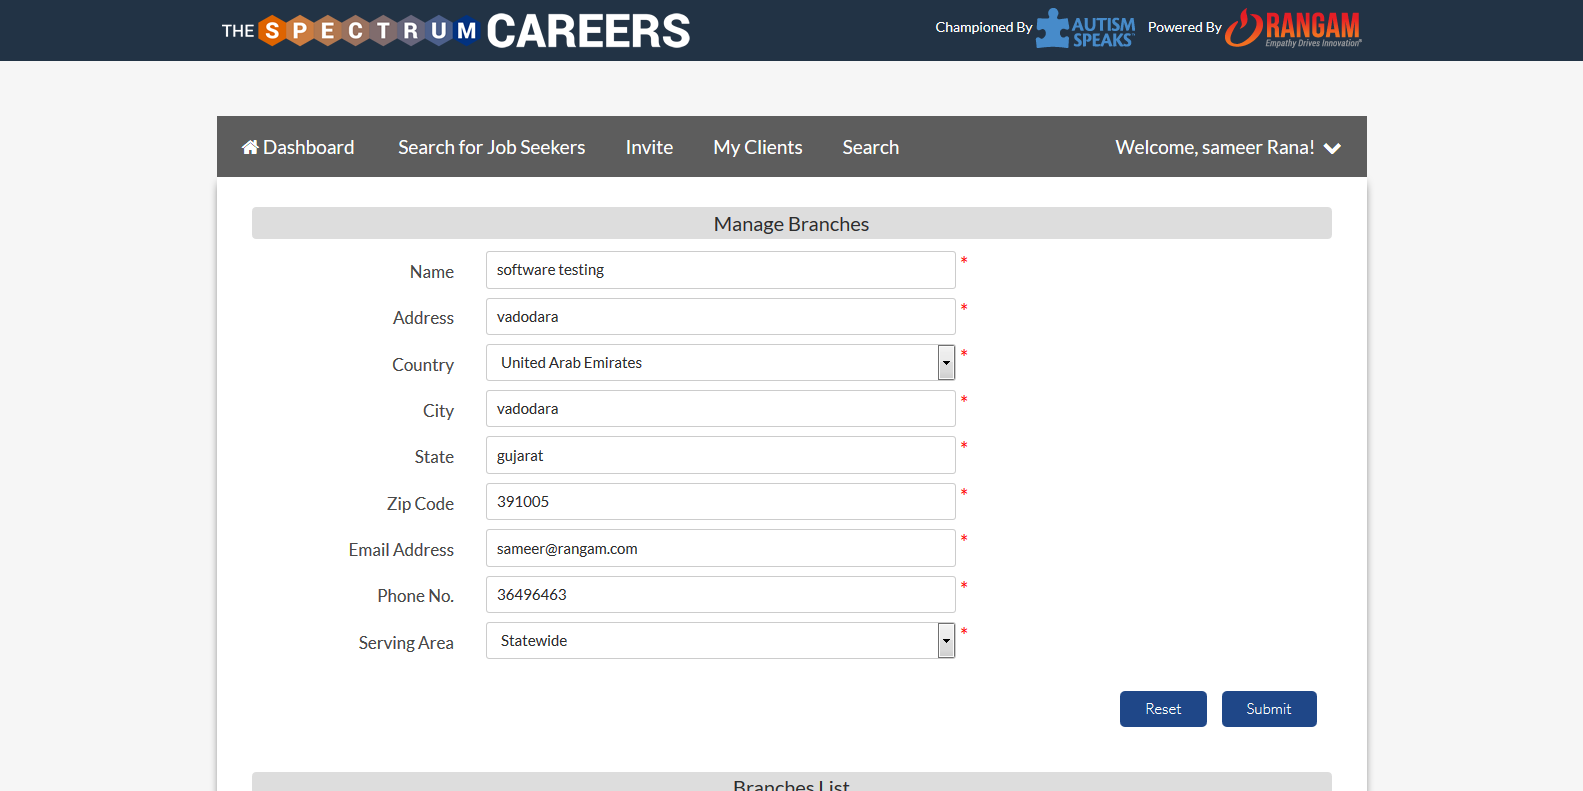 THE SPECTRUM CAREERS
Championed By AUTISM SPEAKS Powered By RANGAM
Empathy Drives Innovation
Dashboard Search for Job Seekers Invite My Clients Search Welcome, sameer Rana!
Manage Branches
Name software testing *
Address vadodara *
Country United Arab Emirates *
City vadodara *
State gujarat *
Zip Code 391005 *
Email Address sameer@rangam.com *
Phone No. 36496463 *
Serving Area Statewide *
Reset Submit
Branches List